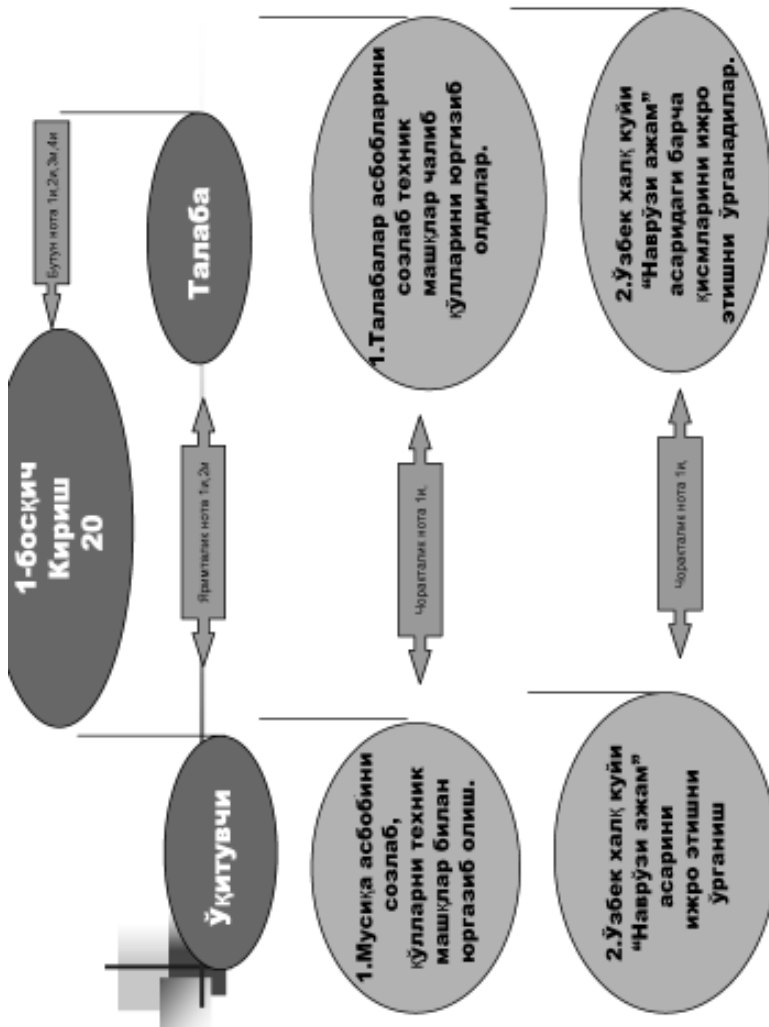 1-босқич
Кириш
20
Бутун нота 1и,2и,3и,4и
Ўқитувчи
Яримталик нота 1и,2и
Талаба
1.Мусиқа асбобини
созлаб,
қўлларни техник
машқлар билан
юргазиб олиш.
Чоракталик нота 1и,
1.Талабалар асбобларини
созлаб техник
машқлар чалиб
қўлларини юргизиб
олдилар.
2.Ўзбек халқ куйи
“Наврўзи ажам”
асарини
ижро этишни
ўрганиш
Чоракталик нота 1и,
2.Ўзбек халқ куйи
“Наврўзи ажам”
асаридаги барча
қисмларини ижро
этишни ўрганадилар.